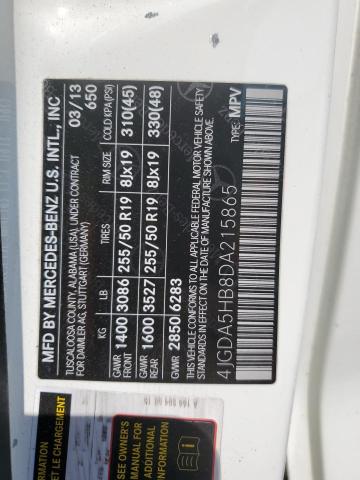 MFG BY MERCEDES-BENZ U.S. INTL., INC
TUSCALOOSA COUNTY, ALABAMA (USA), UNDER CONTRACT
FOR DAIMLER AG, STUTTGART (GERMANY)
03/13
650
KG LB TIRES RIM SIZE COLD KPA(PSI)
GAWR FRONT 1400 3086 255/50 R19 8Jx19 310(45)
GAWR REAR 1600 3527 255/50 R19 8Jx19 330(48)
GVWR 2850 6283
THIS VEHICLE CONFORMS TO ALL APPLICABLE FEDERAL MOTOR VEHICLE SAFETY
STANDARDS IN EFFECT ON THE DATE OF MANUFACTURE SHOWN ABOVE.
4JGDA5HB8DA215865 TYPE: MPV
ET LE CHARGEMENT
SEE OWNER'S
MANUAL FOR
ADDITIONAL